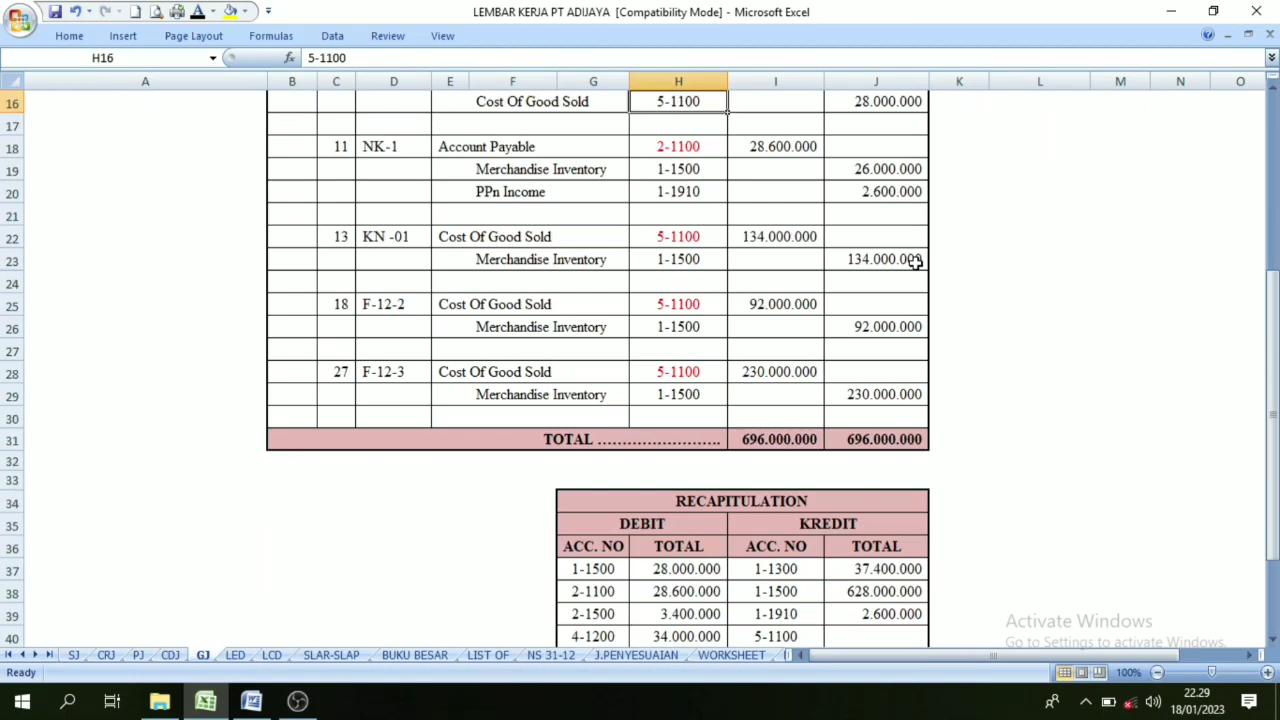 LEMBAR KERJA PT ADIJAYA [Compatibility Mode] - Microsoft Excel
Home Insert Page Layout Formulas Data Review View
H16 fx 5-1100
A B C D E F G H I J K L M N O
16 Cost Of Good Sold 5-1100 28.000.000
17
18 11 NK-1 Account Payable 2-1100 28.600.000
19 Merchandise Inventory 1-1500 26.000.000
20 PPn Income 1-1910 2.600.000
21
22 13 KN -01 Cost Of Good Sold 5-1100 134.000.000
23 Merchandise Inventory 1-1500 134.000.000
24
25 18 F-12-2 Cost Of Good Sold 5-1100 92.000.000
26 Merchandise Inventory 1-1500 92.000.000
27
28 27 F-12-3 Cost Of Good Sold 5-1100 230.000.000
29 Merchandise Inventory 1-1500 230.000.000
30
31 TOTAL ……………………. 696.000.000 696.000.000
32
33
34 RECAPITULATION
35 DEBIT KREDIT
36 ACC. NO TOTAL ACC. NO TOTAL
37 1-1500 28.000.000 1-1300 37.400.000
38 2-1100 28.600.000 1-1500 628.000.000
39 2-1500 3.400.000 1-1910 2.600.000
40 4-1200 34.000.000 5-1100
Activate Windows
Go to Settings to activate Windows.
SJ CRJ PJ CDJ GJ LED LCD SLAR-SLAP BUKU BESAR LIST OF NS 31-12 J.PENYESUAIAN WORKSHEET
Ready 100%
22.29
18/01/2023